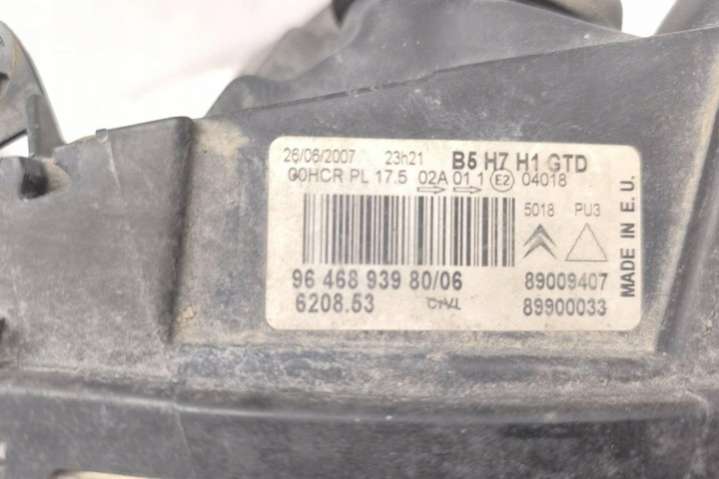 26/06/2007 23h21 B5 H7 H1 GTD
00HCR PL 17.5 02A 01 1 E2 04018
5018 PU3
96 468 939 80/06 89009407
6208.53 89900033
MADE IN E.U.